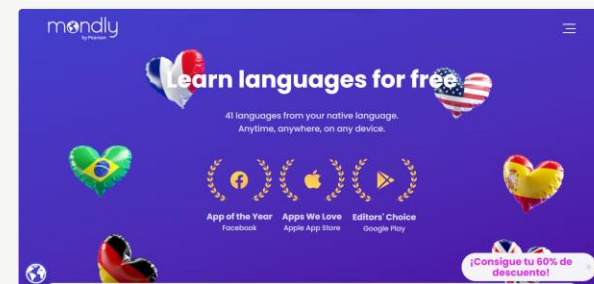 mondly
by Pearson
Learn languages for free
41 languages from your native language.
Anytime, anywhere, on any device.
App of the Year
Facebook
Apps We Love
Apple App Store
Editors' Choice
Google Play
¡Consigue tu 60% de
descuento!